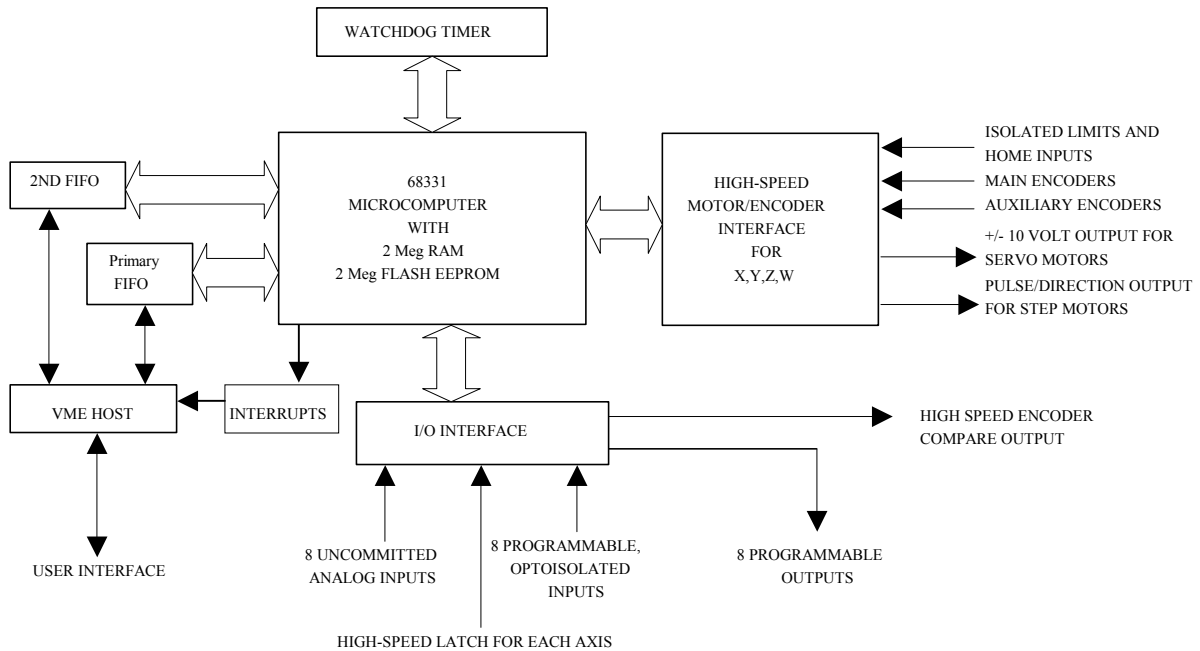 WATCHDOG TIMER
2ND FIFO
Primary
FIFO
68331
MICROCOMPUTER
WITH
2 Meg RAM
2 Meg FLASH EEPROM
HIGH-SPEED
MOTOR/ENCODER
INTERFACE
FOR
X,Y,Z,W
ISOLATED LIMITS AND
HOME INPUTS
MAIN ENCODERS
AUXILIARY ENCODERS
+/- 10 VOLT OUTPUT FOR
SERVO MOTORS
PULSE/DIRECTION OUTPUT
FOR STEP MOTORS
VME HOST
INTERRUPTS
I/O INTERFACE
HIGH SPEED ENCODER
COMPARE OUTPUT
USER INTERFACE
8 UNCOMMITTED
ANALOG INPUTS
8 PROGRAMMABLE,
OPTOISOLATED
INPUTS
8 PROGRAMMABLE
OUTPUTS
HIGH-SPEED LATCH FOR EACH AXIS